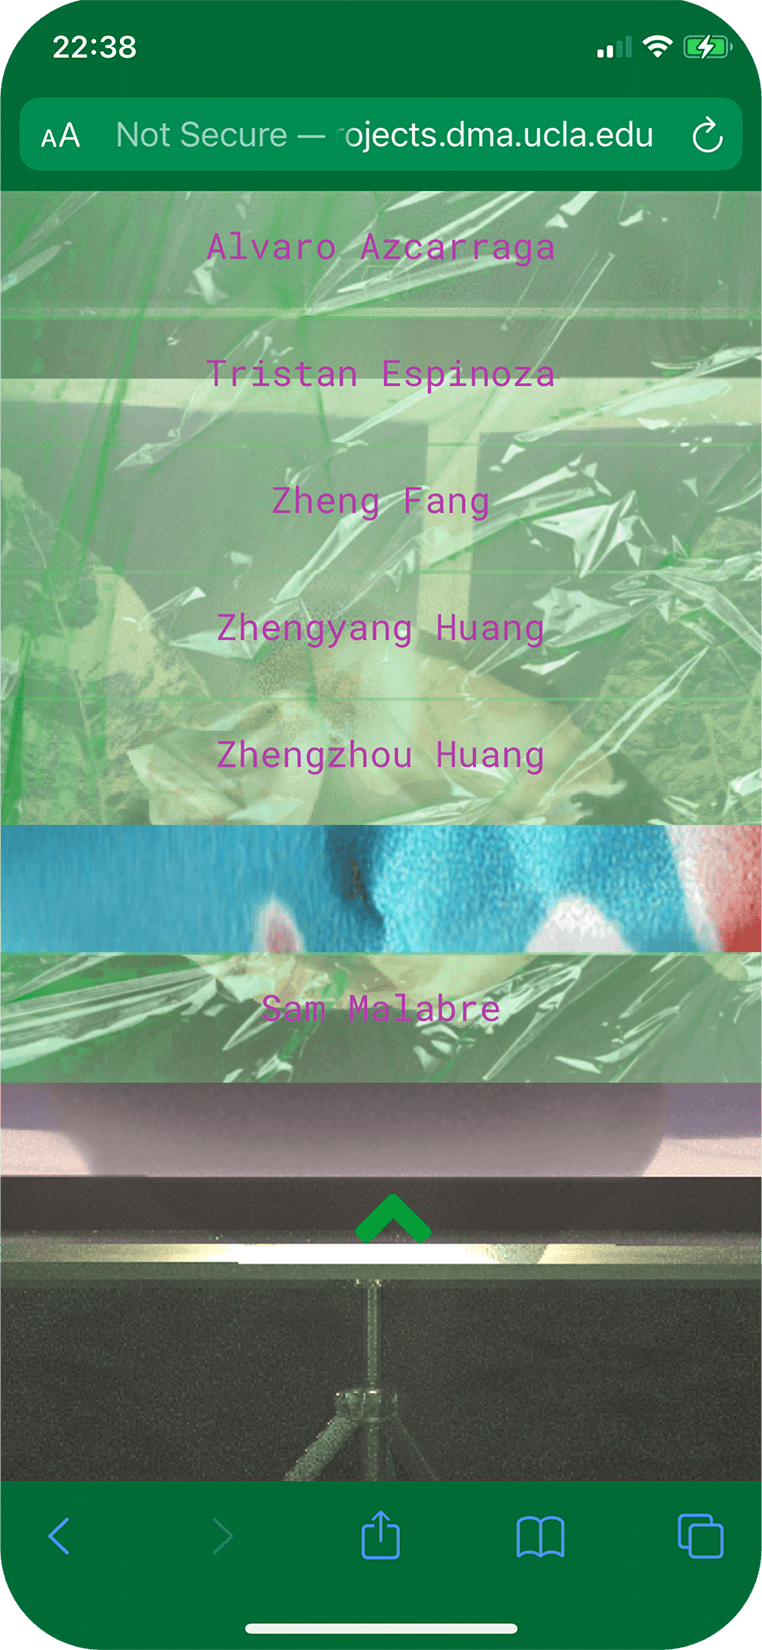 22:38
AA Not Secure — rojects.dma.ucla.edu
Alvaro Azcarraga
Tristan Espinoza
Zheng Fang
Zhengyang Huang
Zhengzhou Huang
Sam Malabre